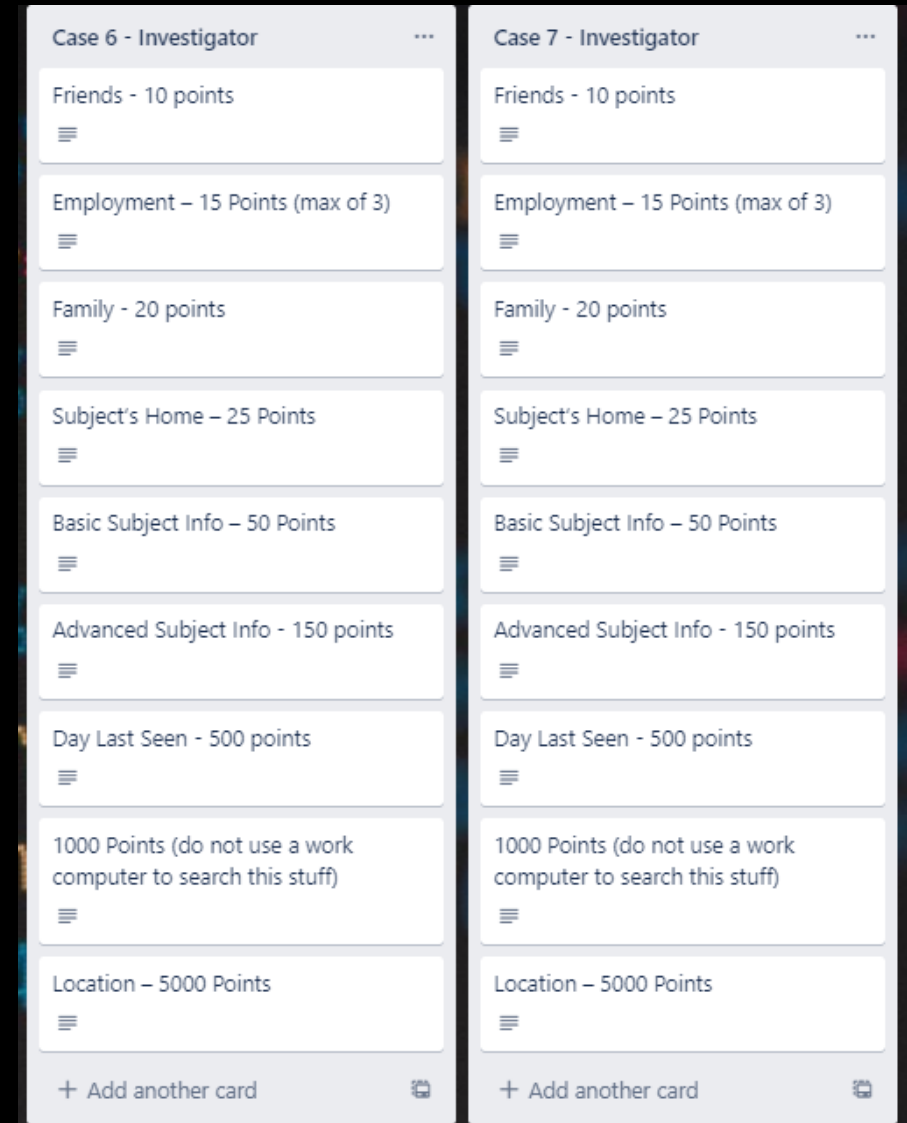 Case 6 - Investigator
Friends - 10 points
Employment – 15 Points (max of 3)
Family - 20 points
Subject's Home – 25 Points
Basic Subject Info – 50 Points
Advanced Subject Info - 150 points
Day Last Seen - 500 points
1000 Points (do not use a work
computer to search this stuff)
Location – 5000 Points
+ Add another card
Case 7 - Investigator
Friends - 10 points
Employment – 15 Points (max of 3)
Family - 20 points
Subject's Home – 25 Points
Basic Subject Info – 50 Points
Advanced Subject Info - 150 points
Day Last Seen - 500 points
1000 Points (do not use a work
computer to search this stuff)
Location – 5000 Points
+ Add another card